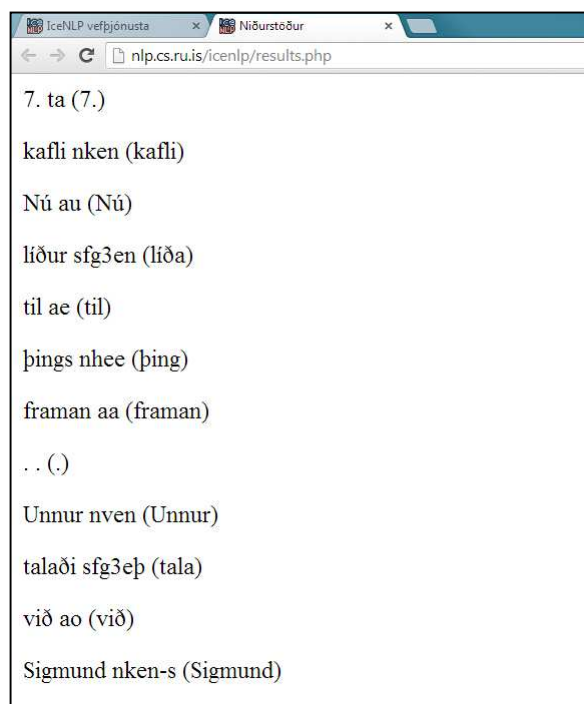 IceNLP vefþjónusta
Niðurstöður
nlp.cs.ru.is/icenlp/results.php
7. ta (7.)
kafli nken (kafli)
Nú au (Nú)
líður sfg3en (líða)
til ae (til)
þings nhee (þing)
framan aa (framan)
. . (.)
Unnur nven (Unnur)
talaði sfg3eþ (tala)
við ao (við)
Sigmund nken-s (Sigmund)